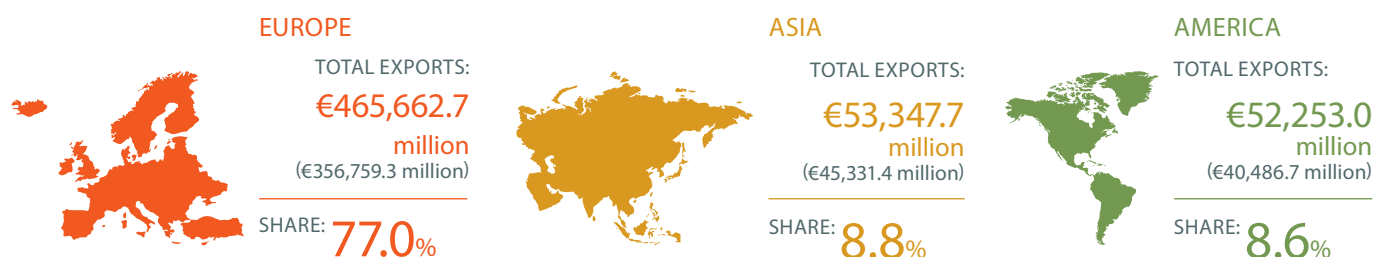 EUROPE
TOTAL EXPORTS:
€465,662.7
million
(€356,759.3 million)
SHARE: 77.0%
ASIA
TOTAL EXPORTS:
€53,347.7
million
(€45,331.4 million)
SHARE: 8.8%
AMERICA
TOTAL EXPORTS:
€52,253.0
million
(€40,486.7 million)
SHARE: 8.6%